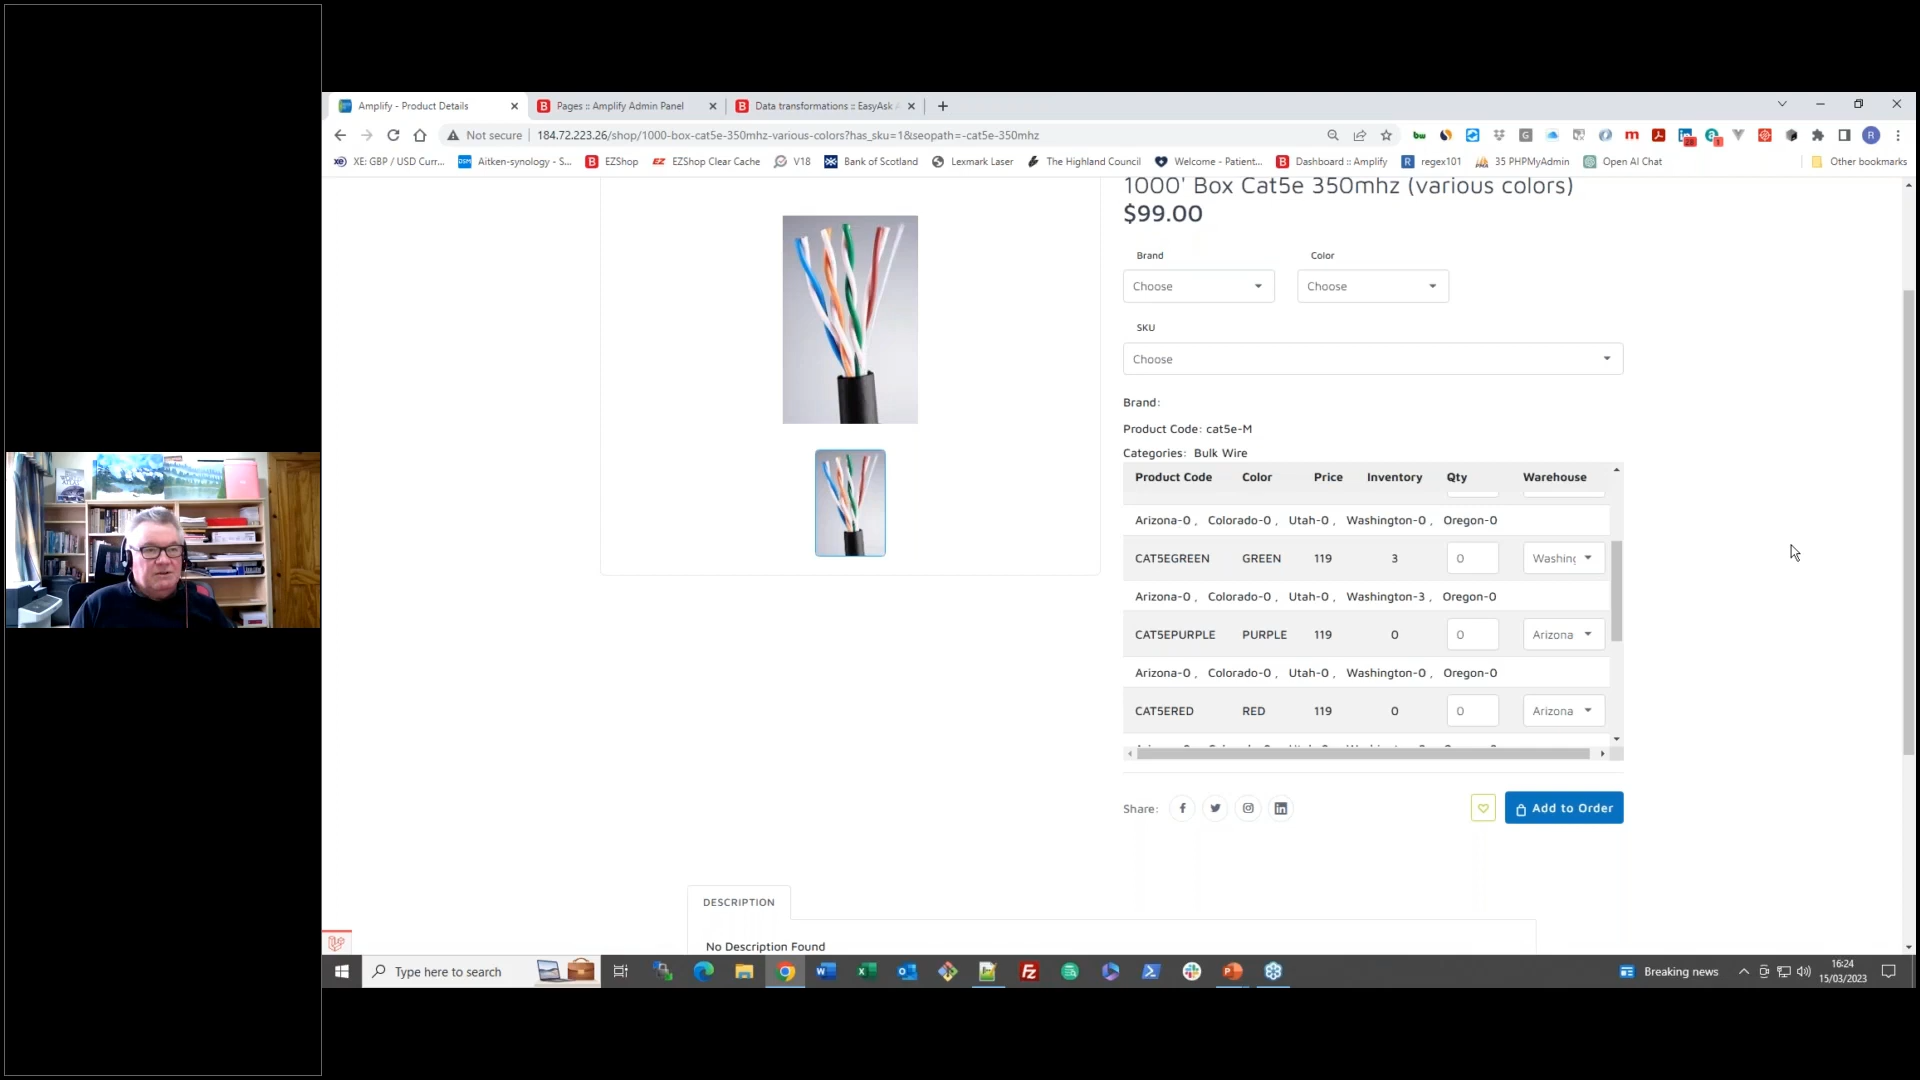 Amplify - Product Details
Pages :: Amplify Admin Panel
Data transformations :: EasyAsk
Not secure
184.72.223.26/shop/1000-box-cat5e-350mhz-various-colors?has_sku=1&seopath=-cat5e-350mhz
XE: GBP / USD Curr...
Aitken-synology - S...
EZShop
EZShop Clear Cache
V18
Bank of Scotland
Lexmark Laser
The Highland Council
Welcome - Patient...
Dashboard :: Amplify
regex101
35 PHPMyAdmin
Open AI Chat
Other bookmarks
1000' Box Cat5e 350mhz (various colors)
$99.00
Brand Color
Choose Choose
SKU
Choose
Brand:
Product Code: cat5e-M
Categories: Bulk Wire
Product Code Color Price Inventory Qty Warehouse
Arizona-0 , Colorado-0 , Utah-0 , Washington-0 , Oregon-0
CAT5EGREEN GREEN 119 3 0 Washing
Arizona-0 , Colorado-0 , Utah-0 , Washington-3 , Oregon-0
CAT5EPURPLE PURPLE 119 0 0 Arizona
Arizona-0 , Colorado-0 , Utah-0 , Washington-0 , Oregon-0
CAT5ERED RED 119 0 0 Arizona
Share:
Add to Order
DESCRIPTION
No Description Found
Type here to search
Breaking news
16:24
15/03/2023